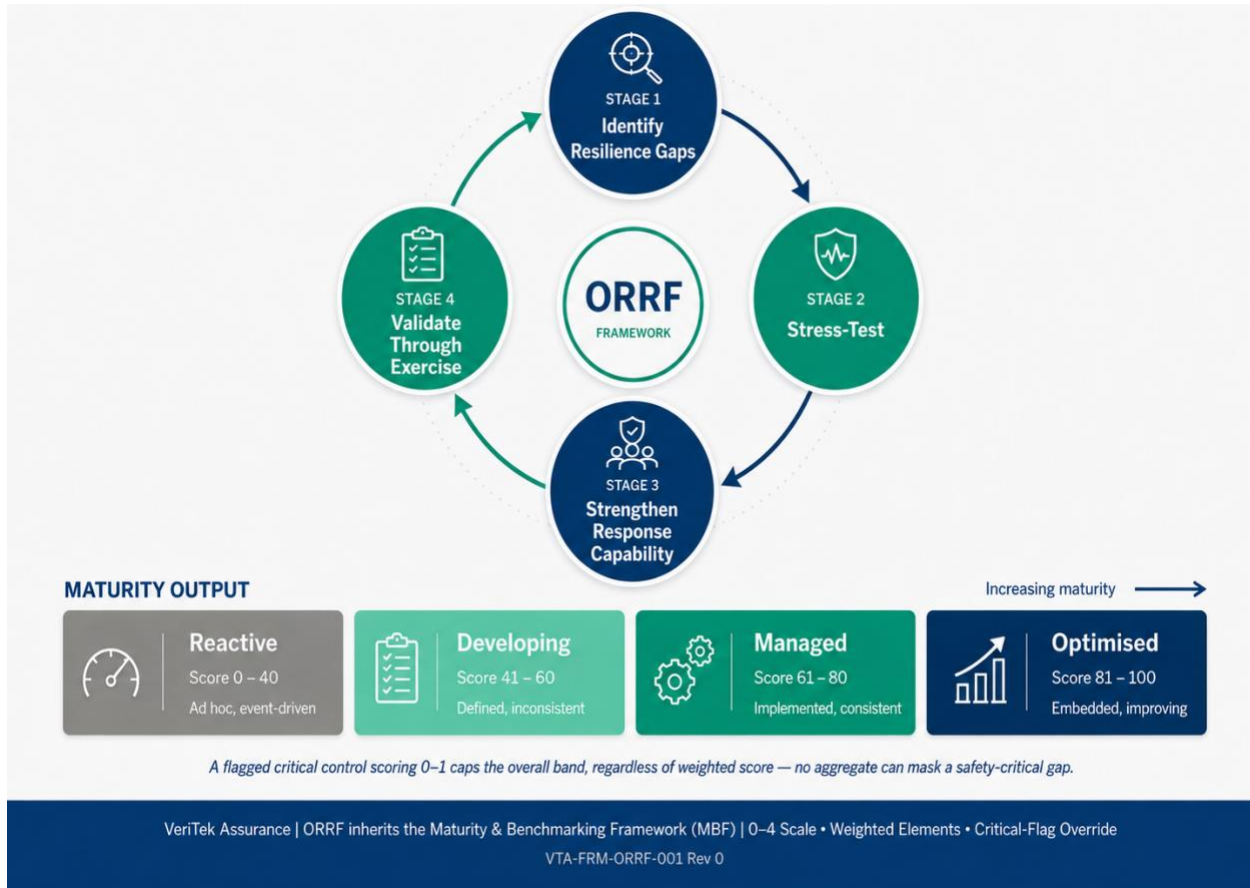 STAGE 1
Identify
Resilience Gaps
STAGE 4
Validate
Through
Exercise
ORRF
FRAMEWORK
STAGE 2
Stress-Test
STAGE 3
Strengthen
Response
Capability
MATURITY OUTPUT
Increasing maturity
Reactive
Score 0 – 40
Ad hoc, event-driven
Developing
Score 41 – 60
Defined, inconsistent
Managed
Score 61 – 80
Implemented, consistent
Optimised
Score 81 – 100
Embedded, improving
A flagged critical control scoring 0–1 caps the overall band, regardless of weighted score — no aggregate can mask a safety-critical gap.
VeriTek Assurance | ORRF inherits the Maturity & Benchmarking Framework (MBF) | 0–4 Scale • Weighted Elements • Critical-Flag Override
VTA-FRM-ORRF-001 Rev 0